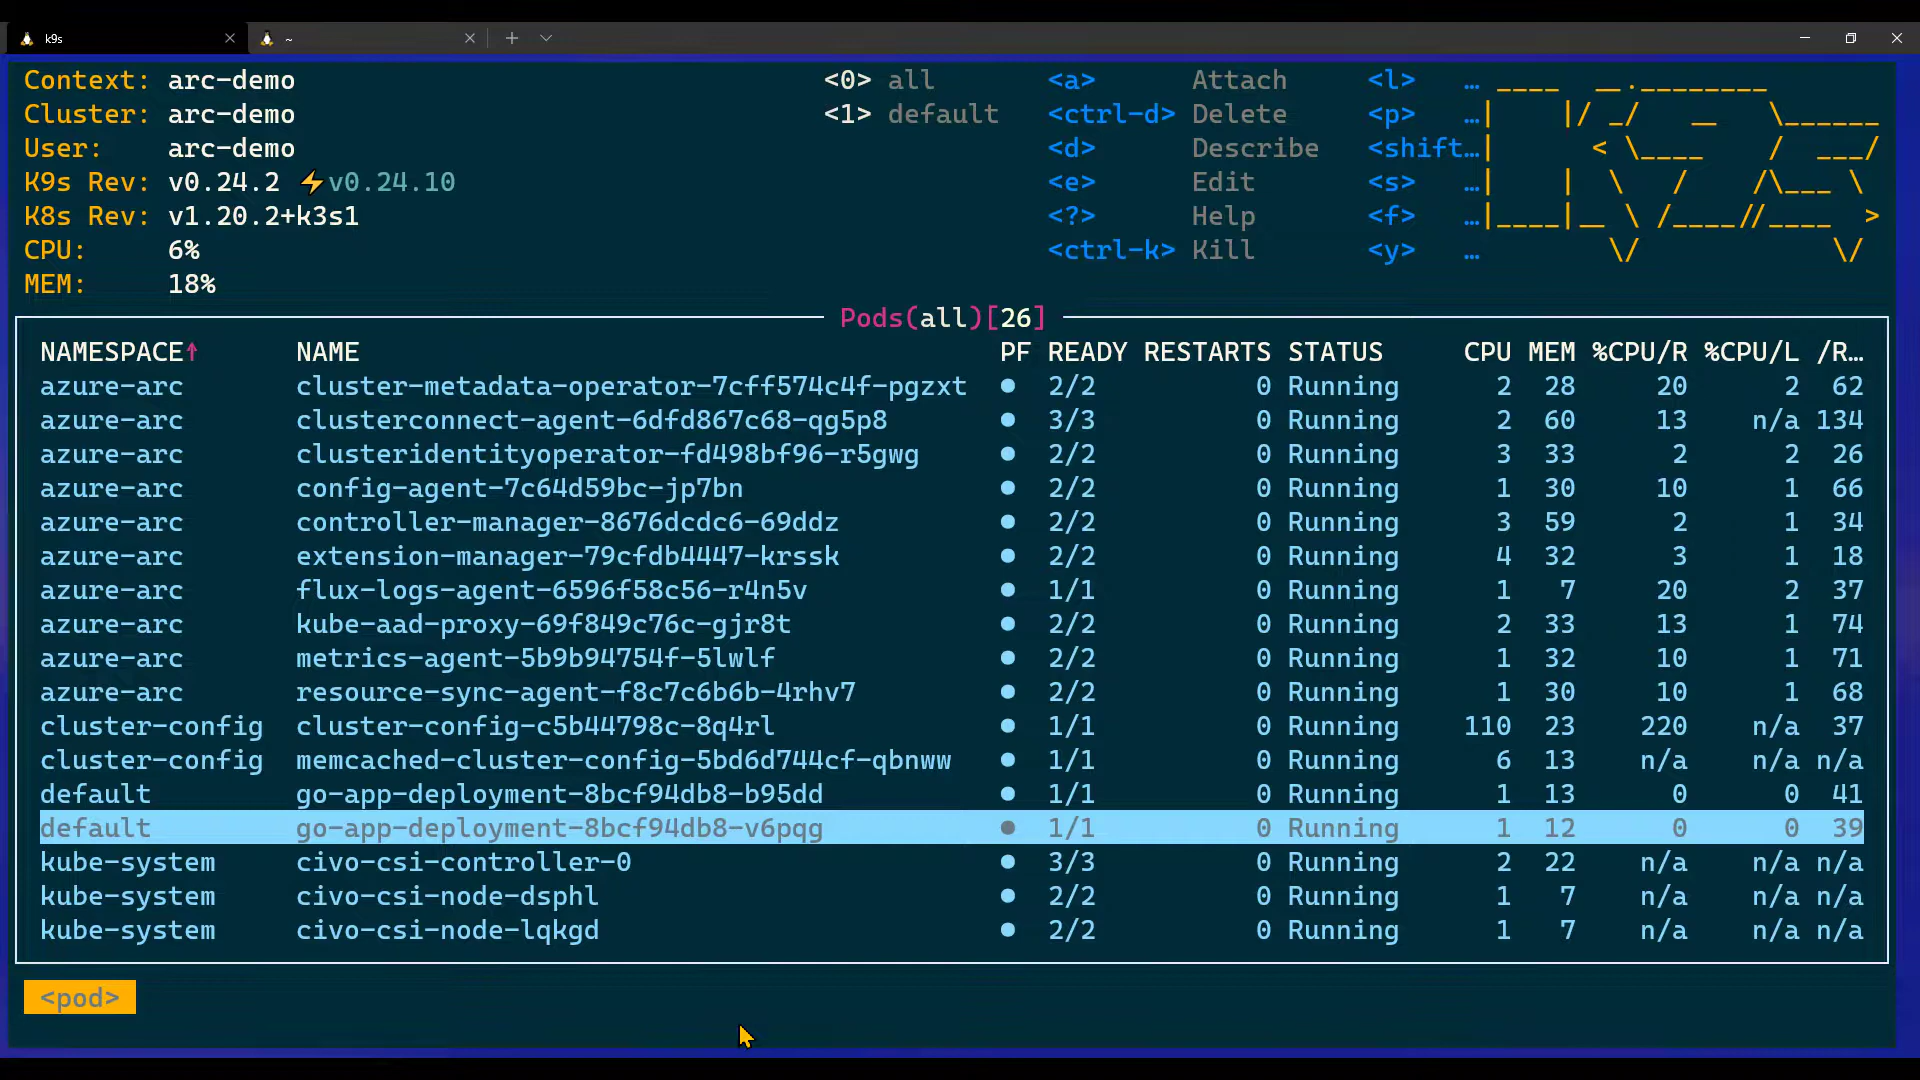 k9s ~
Context: arc-demo <0> all <a> Attach <l> …
Cluster: arc-demo <1> default <ctrl-d> Delete <p> …
User: arc-demo <d> Describe <shift…
K9s Rev: v0.24.2 ⚡v0.24.10 <e> Edit <s> …
K8s Rev: v1.20.2+k3s1 <?> Help <f> …
CPU: 6% <ctrl-k> Kill <y> …
MEM: 18%
Pods(all)[26]
NAMESPACE↑ NAME PF READY RESTARTS STATUS CPU MEM %CPU/R %CPU/L /R…
azure-arc cluster-metadata-operator-7cff574c4f-pgzxt ● 2/2 0 Running 2 28 20 2 62
azure-arc clusterconnect-agent-6dfd867c68-qg5p8 ● 3/3 0 Running 2 60 13 n/a 134
azure-arc clusteridentityoperator-fd498bf96-r5gwg ● 2/2 0 Running 3 33 2 2 26
azure-arc config-agent-7c64d59bc-jp7bn ● 2/2 0 Running 1 30 10 1 66
azure-arc controller-manager-8676dcdc6-69ddz ● 2/2 0 Running 3 59 2 1 34
azure-arc extension-manager-79cfdb4447-krssk ● 2/2 0 Running 4 32 3 1 18
azure-arc flux-logs-agent-6596f58c56-r4n5v ● 1/1 0 Running 1 7 20 2 37
azure-arc kube-aad-proxy-69f849c76c-gjr8t ● 2/2 0 Running 2 33 13 1 74
azure-arc metrics-agent-5b9b94754f-5lwlf ● 2/2 0 Running 1 32 10 1 71
azure-arc resource-sync-agent-f8c7c6b6b-4rhv7 ● 2/2 0 Running 1 30 10 1 68
cluster-config cluster-config-c5b44798c-8q4rl ● 1/1 0 Running 110 23 220 n/a 37
cluster-config memcached-cluster-config-5bd6d744cf-qbnww ● 1/1 0 Running 6 13 n/a n/a n/a
default go-app-deployment-8bcf94db8-b95dd ● 1/1 0 Running 1 13 0 0 41
default go-app-deployment-8bcf94db8-v6pqg ● 1/1 0 Running 1 12 0 0 39
kube-system civo-csi-controller-0 ● 3/3 0 Running 2 22 n/a n/a n/a
kube-system civo-csi-node-dsphl ● 2/2 0 Running 1 7 n/a n/a n/a
kube-system civo-csi-node-lqkgd ● 2/2 0 Running 1 7 n/a n/a n/a
<pod>